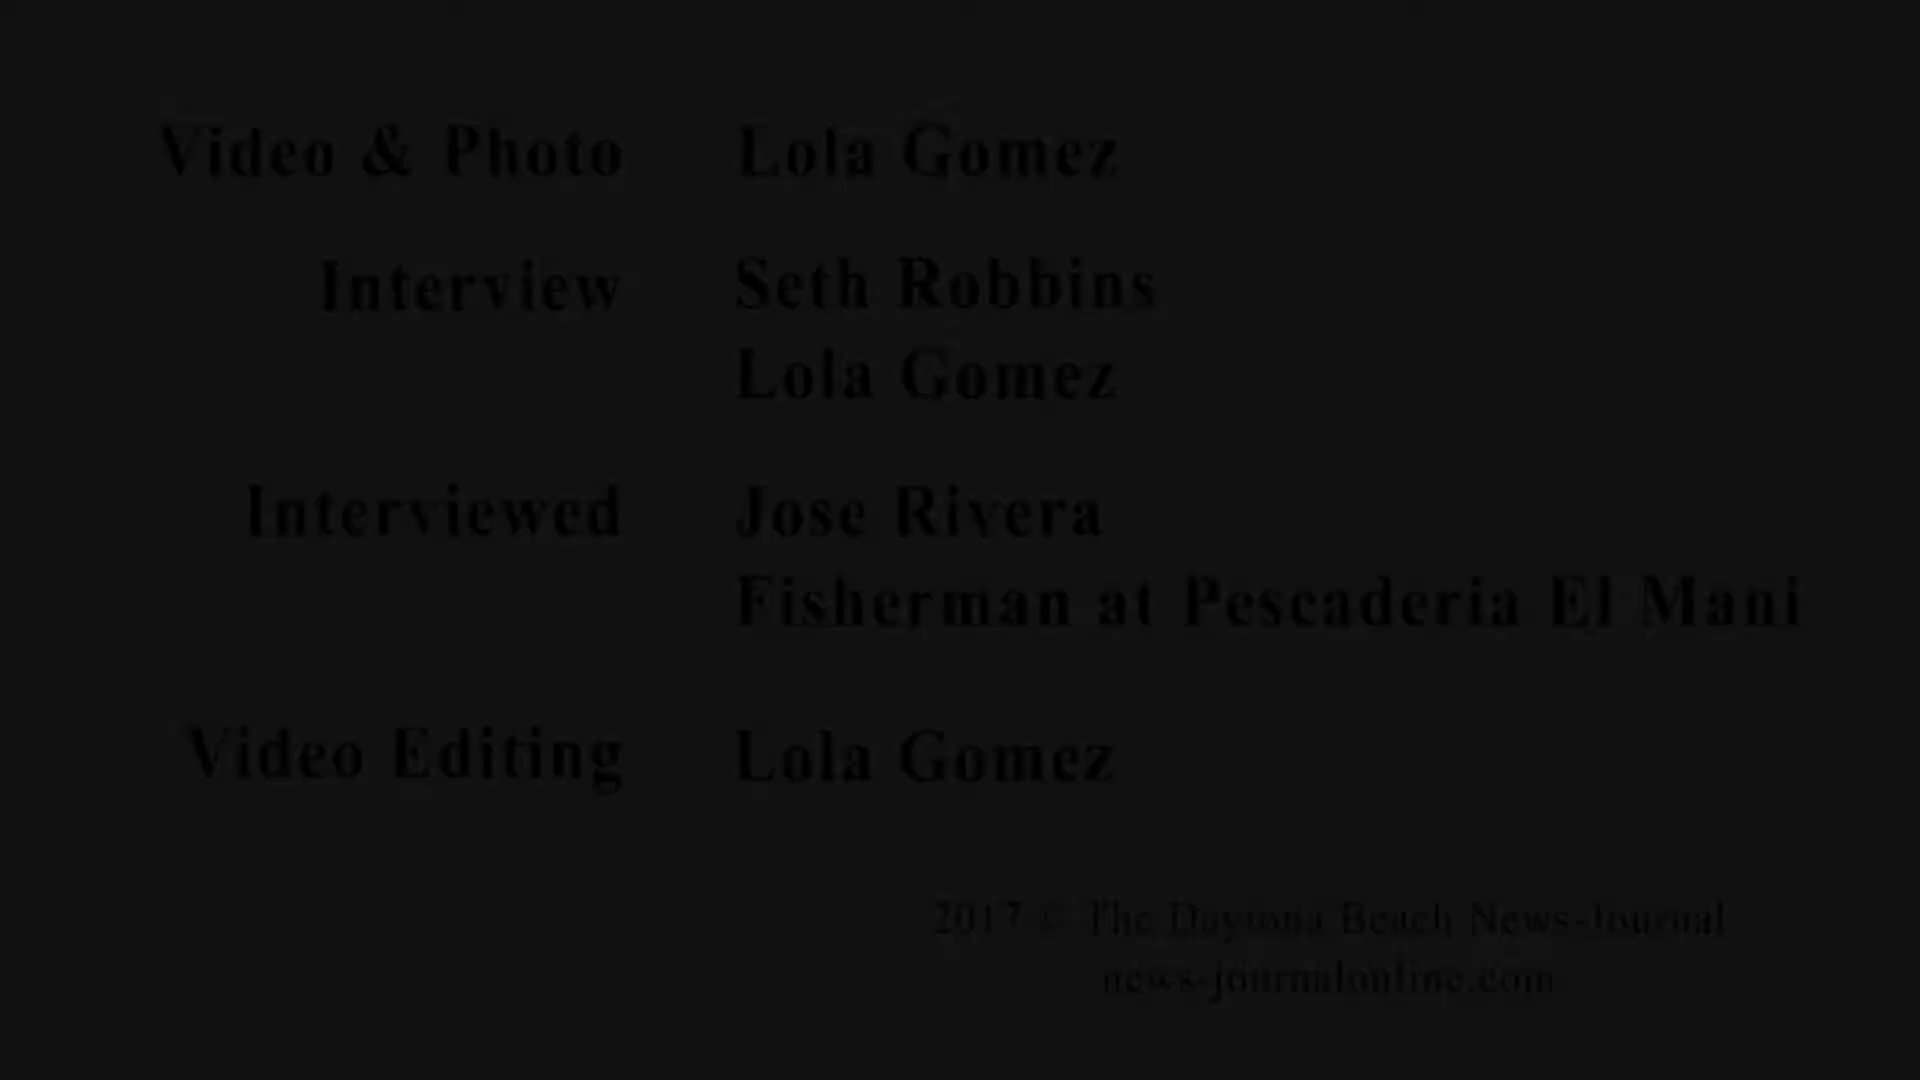 Video & Photo Lola Gomez
Interview Seth Robbins
Lola Gomez
Interviewed Jose Rivera
Fisherman at Pescaderia El Mani
Video Editing Lola Gomez
2017 © The Daytona Beach News-Journal
news-journalonline.com